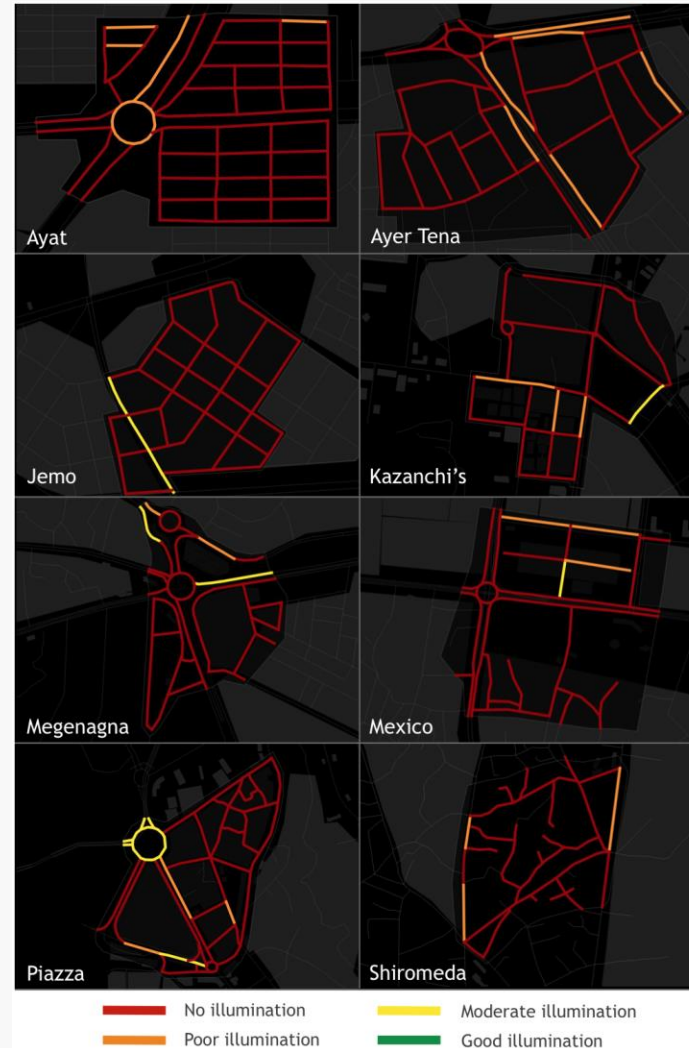 Ayat
Ayer Tena
Jemo
Kazanchi's
Megenagna
Mexico
Piazza
Shiromeda
No illumination
Moderate illumination
Poor illumination
Good illumination